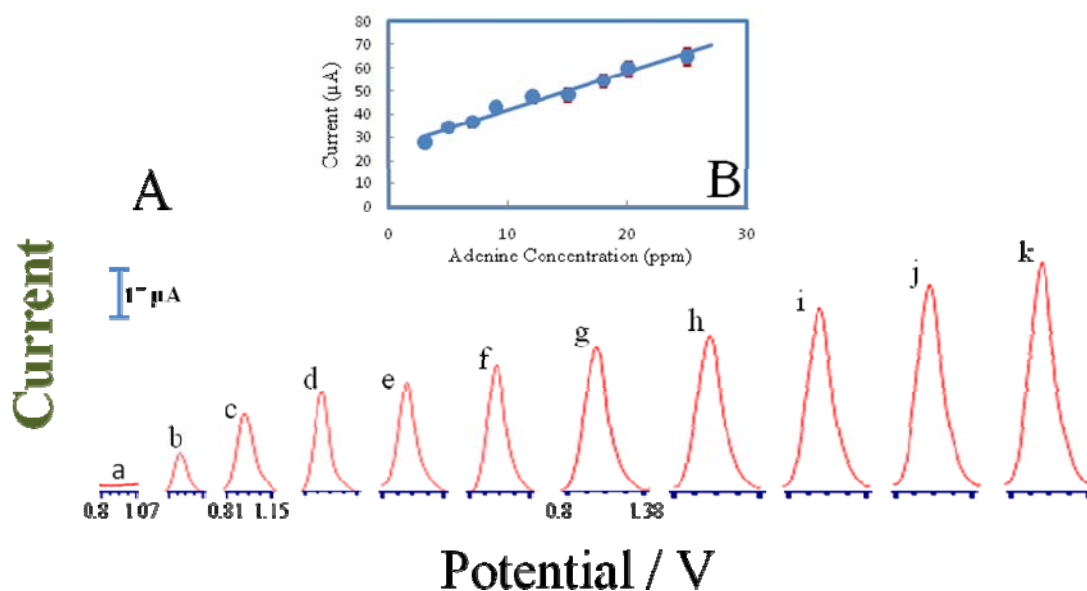 80
70
60
50
40
30
20
10
0
Current (μA)
B
0 10 20 30
Adenine Concentration (ppm)
A
Current
μA
a b c d e f g h i j k
0.8 1.07 0.81 1.15 0.8 1.38
Potential / V